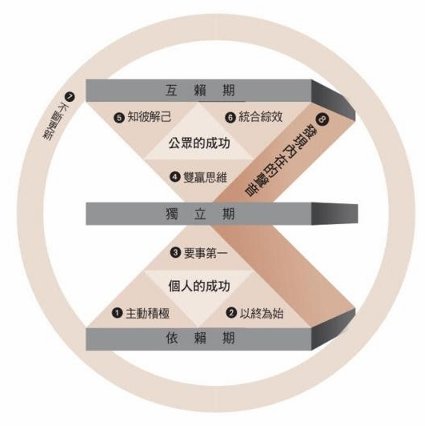 互賴期
❼不斷更新
❺知彼解己
❻統合綜效
❽發現內在的聲音
公眾的成功
❹雙贏思維
獨立期
❸要事第一
個人的成功
❶主動積極
❷以終為始
依賴期